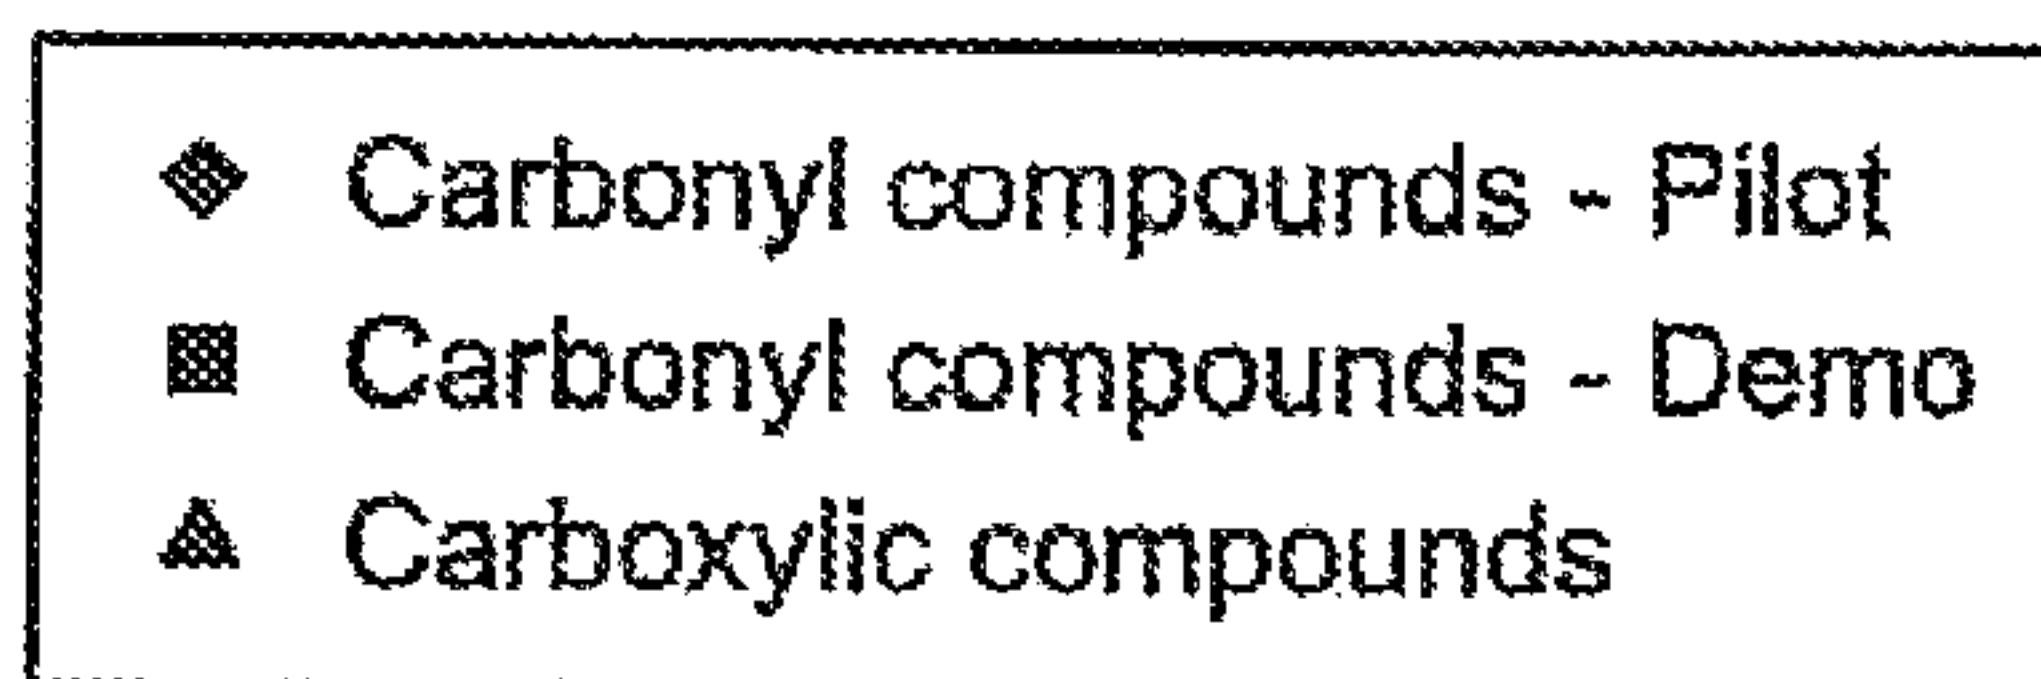 Carbonyl compounds - Pilot
Carbonyl compounds - Demo
Carboxylic compounds